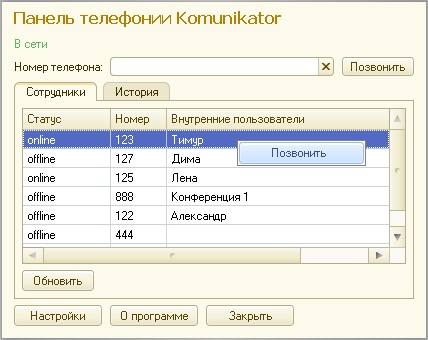 Панель телефонии Komunikator
В сети
Номер телефона: Позвонить
Сотрудники История
Статус Номер Внутренние пользователи
online 123 Тимур
Позвонить
offline 127 Дима
online 125 Лена
offline 888 Конференция 1
offline 122 Александр
offline 444
Обновить
Настройки О программе Закрыть